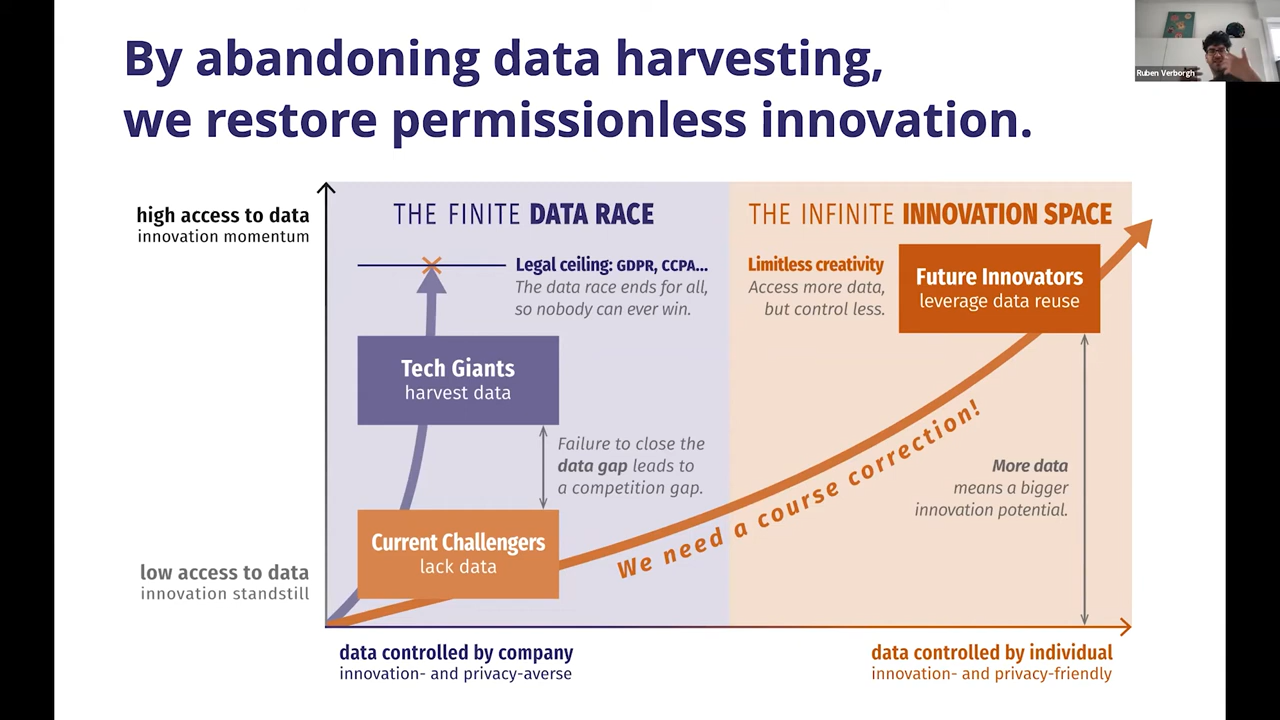 By abandoning data harvesting,
we restore permissionless innovation.
Ruben Verborgh
high access to data
innovation momentum
low access to data
innovation standstill
THE FINITE DATA RACE
Legal ceiling: GDPR, CCPA...
The data race ends for all,
so nobody can ever win.
Tech Giants
harvest data
Failure to close the
data gap leads to
a competition gap.
Current Challengers
lack data
THE INFINITE INNOVATION SPACE
Limitless creativity
Access more data,
but control less.
Future Innovators
leverage data reuse
We need a course correction!
More data
means a bigger
innovation potential.
data controlled by company
innovation- and privacy-averse
data controlled by individual
innovation- and privacy-friendly